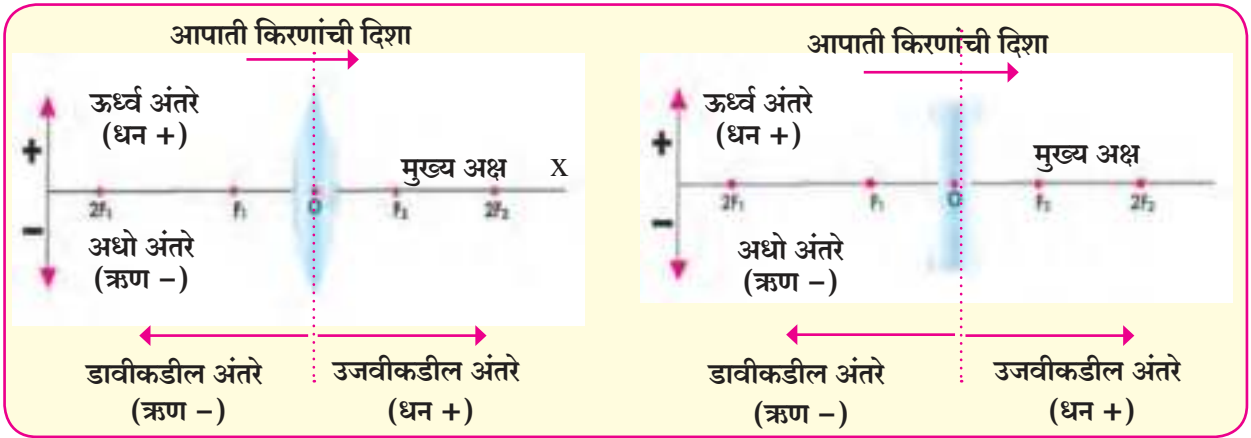 आपाती किरणांची दिशा
ऊर्ध्व अंतरे
(धन +)
+
मुख्य अक्ष X
2F₁ F₁ O F₂ 2F₂
−
अधो अंतरे
(ऋण −)
डावीकडील अंतरे
(ऋण −)
उजवीकडील अंतरे
(धन +)
आपाती किरणांची दिशा
ऊर्ध्व अंतरे
(धन +)
+
मुख्य अक्ष
2F₁ F₁ O F₂ 2F₂
−
अधो अंतरे
(ऋण −)
डावीकडील अंतरे
(ऋण −)
उजवीकडील अंतरे
(धन +)